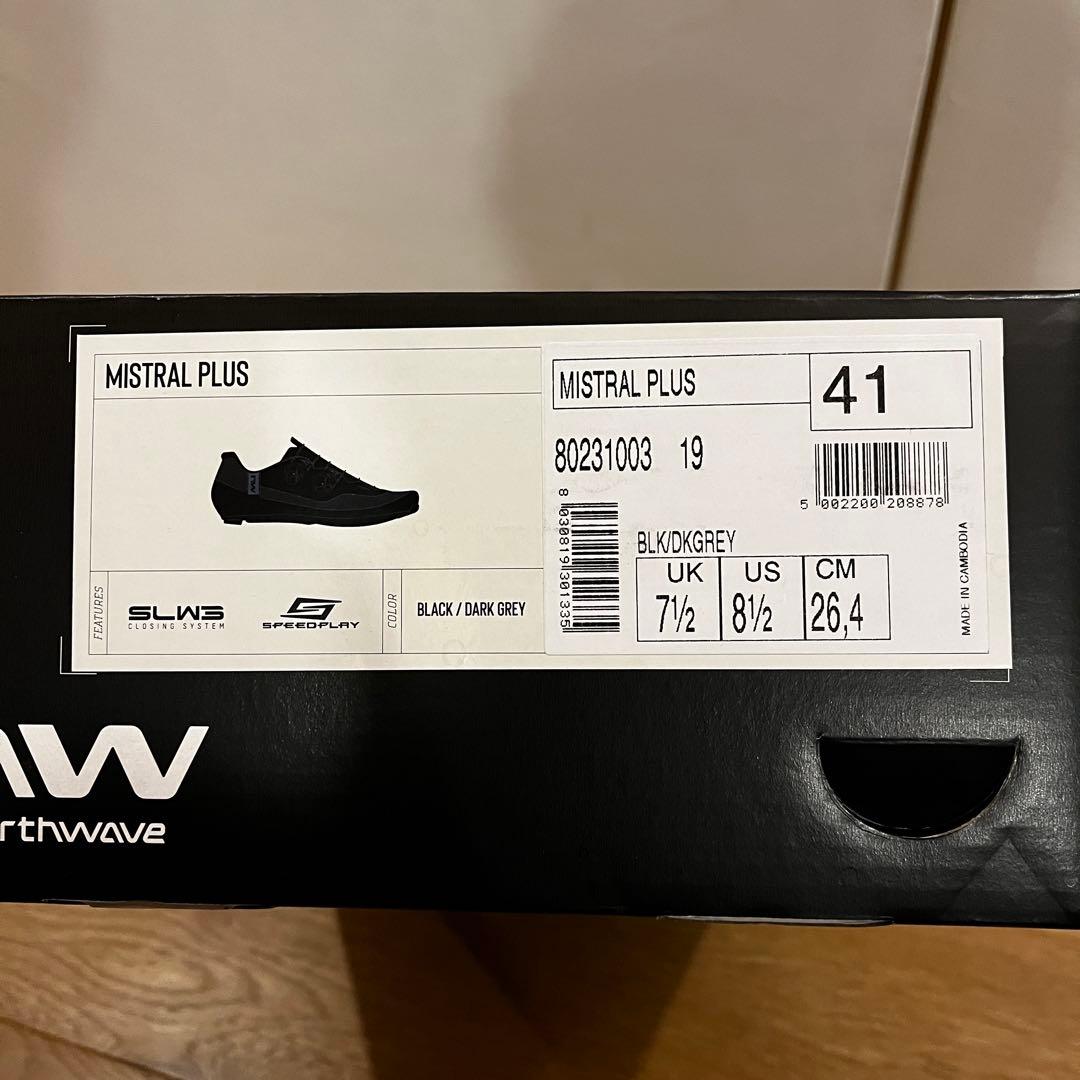 MISTRAL PLUS
FEATURES
SLW3
CLOSING SYSTEM
SPEEDPLAY
COLOR
BLACK / DARK GREY
MISTRAL PLUS
41
80231003 19
5 002200 208878
8 030819 301335
BLK/DKGREY
UK US CM
7½ 8½ 26,4
MADE IN CAMBODIA
NW
rthwave